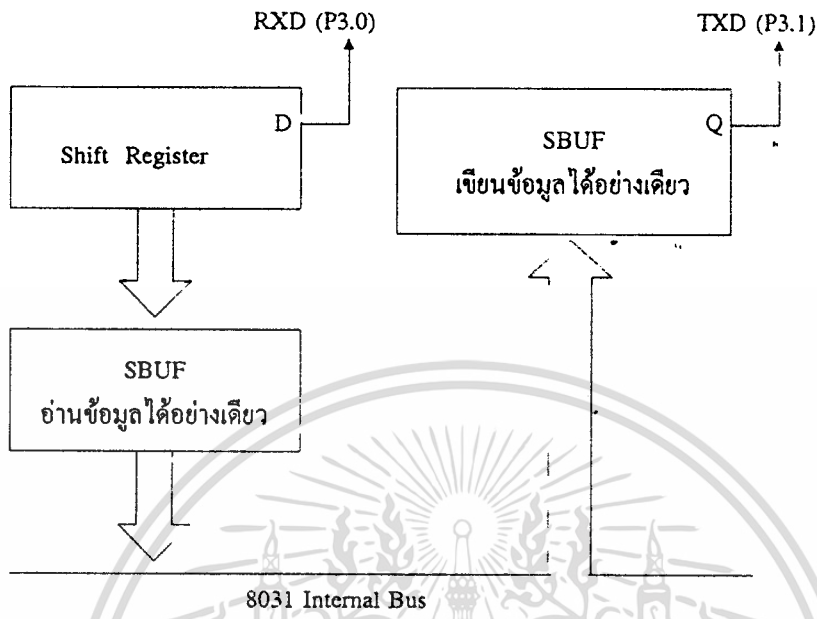 RXD (P3.0)
TXD (P3.1)
D
Shift Register
Q
SBUF
เขียนข้อมูลได้อย่างเดียว
SBUF
อ่านข้อมูลได้อย่างเดียว
8031 Internal Bus